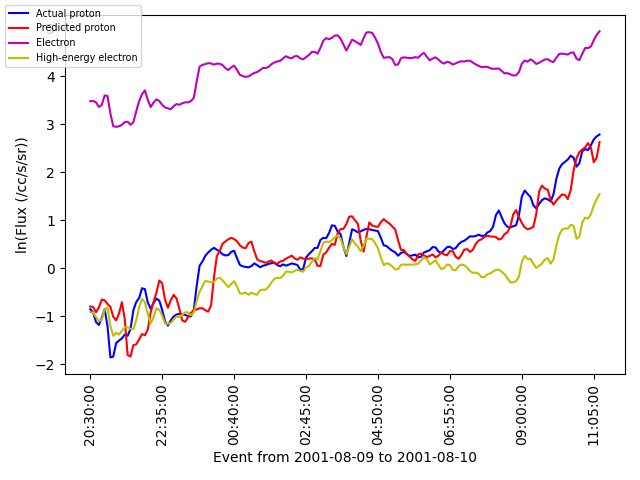 Actual proton
Predicted proton
Electron
High-energy electron
ln(Flux (/cc/s/sr))
4
3
2
1
0
−1
−2
20:30:00
22:35:00
00:40:00
02:45:00
04:50:00
06:55:00
09:00:00
11:05:00
Event from 2001-08-09 to 2001-08-10